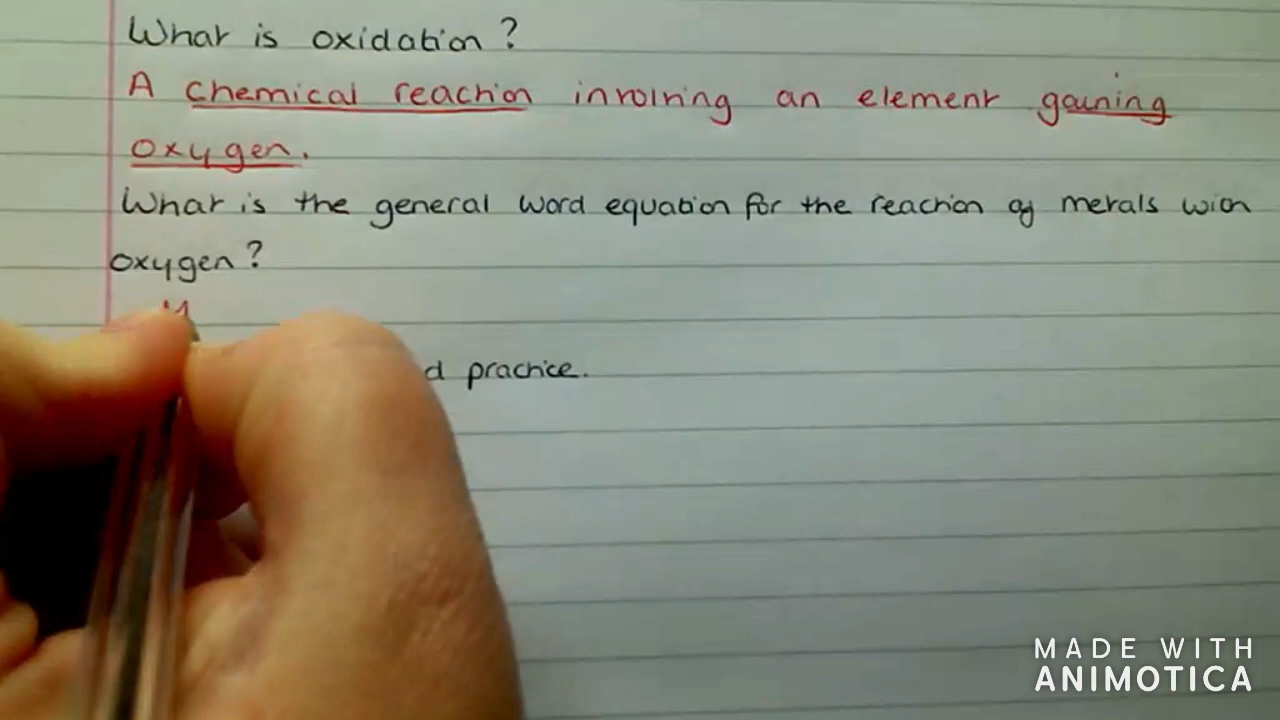 What is oxidation?
A chemical reaction involving an element gaining
oxygen.
What is the general word equation for the reaction of metals with
oxygen?
practice.
MADE WITH
ANIMOTICA